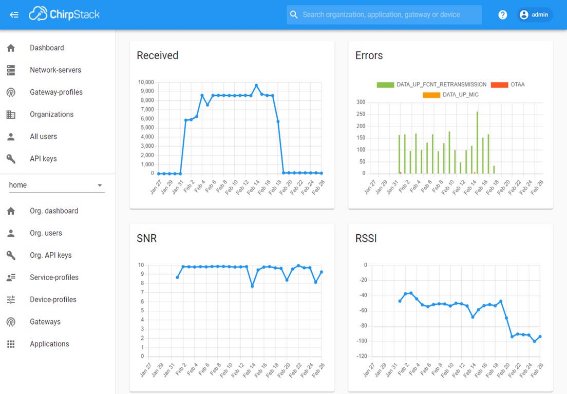 ChirpStack
Search organization, application, gateway or device
? admin
Dashboard
Network-servers
Gateway-profiles
Organizations
All users
API keys
home
Org. dashboard
Org. users
Org. API keys
Service-profiles
Device-profiles
Gateways
Applications
Received
10,000
9,000
8,000
7,000
6,000
5,000
4,000
3,000
2,000
1,000
0
Jan 27 Jan 29 Jan 31 Feb 2 Feb 4 Feb 6 Feb 8 Feb 10 Feb 12 Feb 14 Feb 16 Feb 18 Feb 20 Feb 22 Feb 24 Feb 26
Errors
DATA_UP_FCNT_RETRANSMISSION OTAA
DATA_UP_MIC
300
250
200
150
100
50
0
Jan 27 Jan 29 Jan 31 Feb 2 Feb 4 Feb 6 Feb 8 Feb 10 Feb 12 Feb 14 Feb 16 Feb 18 Feb 20 Feb 22 Feb 24 Feb 26
SNR
10
9
8
7
6
5
4
3
2
1
0
Jan 27 Jan 29 Jan 31 Feb 2 Feb 4 Feb 6 Feb 8 Feb 10 Feb 12 Feb 14 Feb 16 Feb 18 Feb 20 Feb 22 Feb 24 Feb 26
RSSI
0
-20
-40
-60
-80
-100
-120
Jan 27 Jan 29 Jan 31 Feb 2 Feb 4 Feb 6 Feb 8 Feb 10 Feb 12 Feb 14 Feb 16 Feb 18 Feb 20 Feb 22 Feb 24 Feb 26